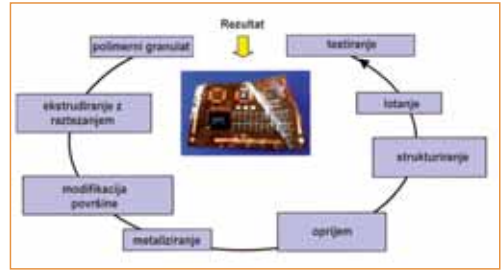 Rezultat
polimerni granulat
testiranje
ekstrudiranje z
raztezanjem
lotanje
strukturiranje
modifikacija
površine
metaliziranje
oprijem